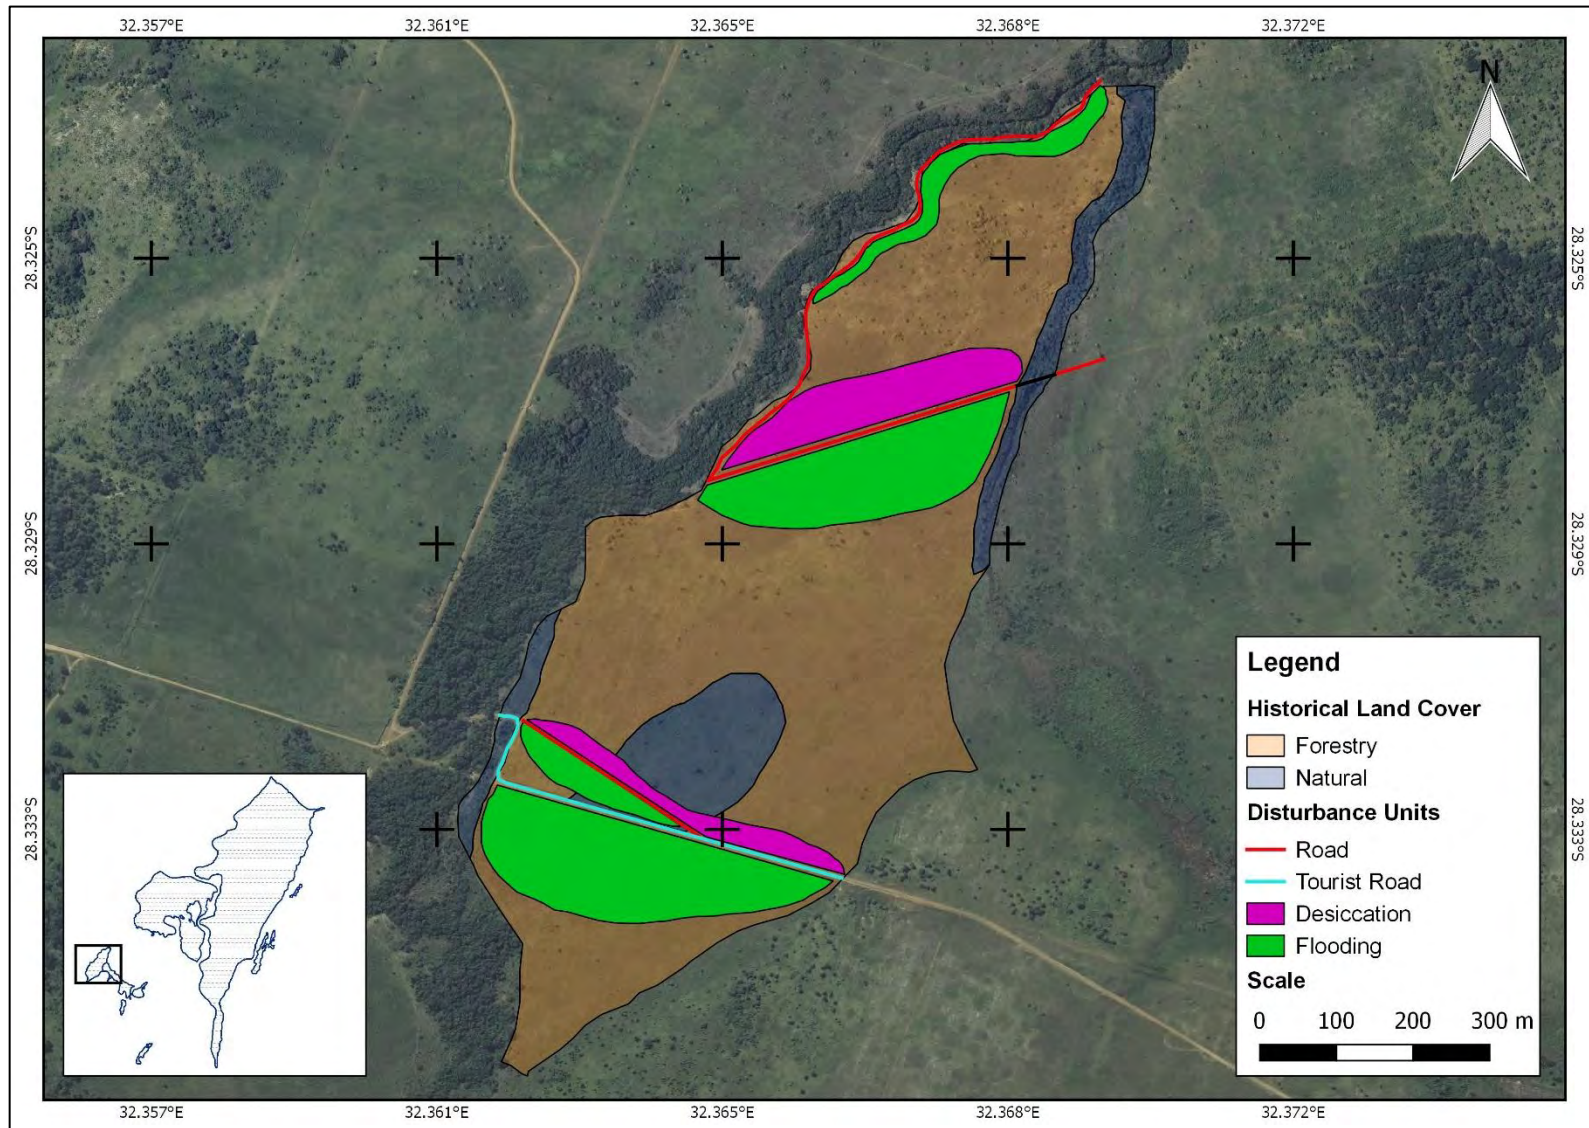 32.357°E 32.361°E 32.365°E 32.368°E 32.372°E
N
28.325°S 28.325°S
28.329°S 28.329°S
28.333°S 28.333°S
Legend
Historical Land Cover
Forestry
Natural
Disturbance Units
Road
Tourist Road
Desiccation
Flooding
Scale
0 100 200 300 m
32.357°E 32.361°E 32.365°E 32.368°E 32.372°E